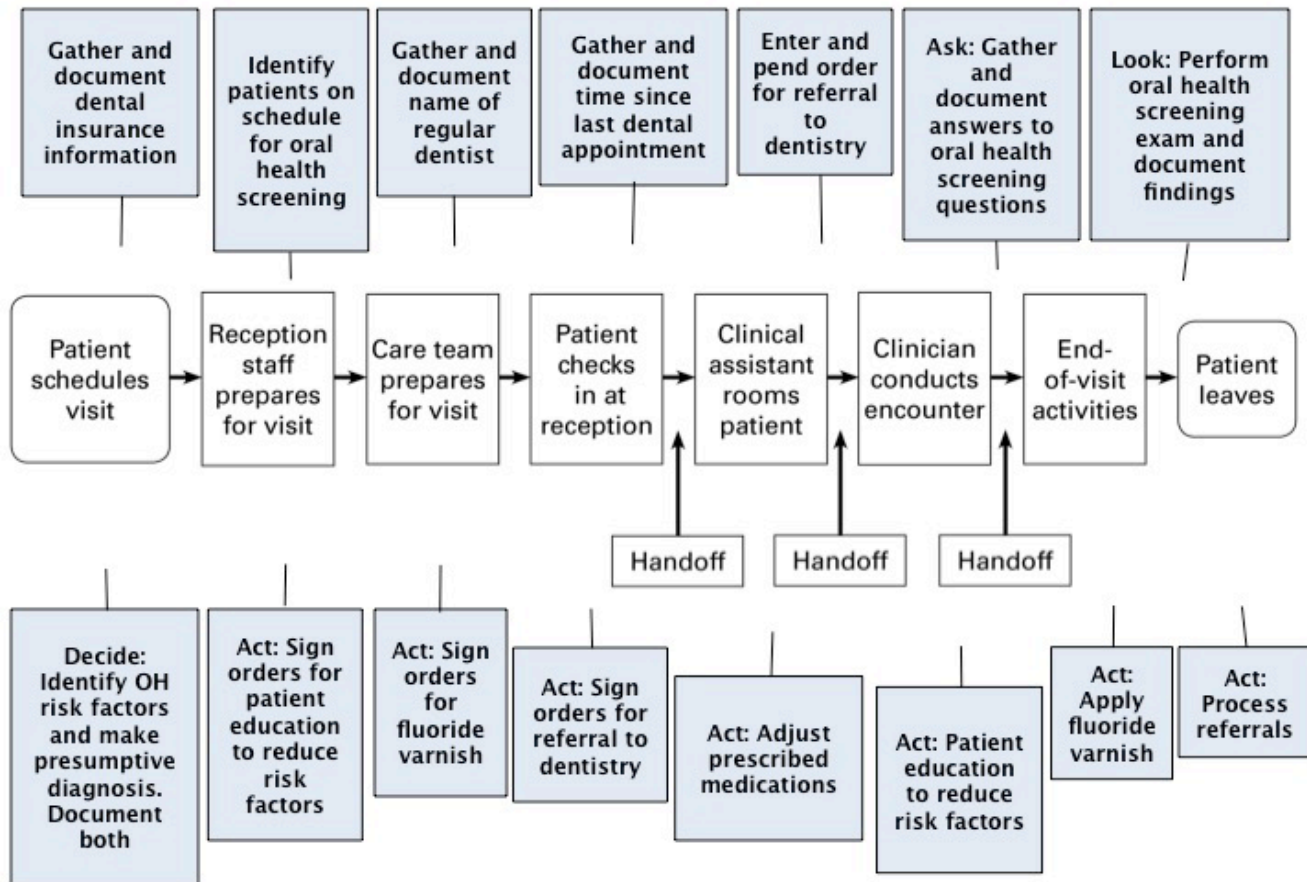 Gather and
document
dental
insurance
information
Identify
patients on
schedule
for oral
health
screening
Gather and
document
name of
regular
dentist
Gather and
document
time since
last dental
appointment
Enter and
pend order
for referral
to
dentistry
Ask: Gather
and
document
answers to
oral health
screening
questions
Look: Perform
oral health
screening
exam and
document
findings
Patient
schedules
visit
Reception
staff
prepares
for visit
Care team
prepares
for visit
Patient
checks
in at
reception
Clinical
assistant
rooms
patient
Clinician
conducts
encounter
End-
of-visit
activities
Patient
leaves
Handoff
Handoff
Handoff
Decide:
Identify OH
risk factors
and make
presumptive
diagnosis.
Document
both
Act: Sign
orders for
patient
education
to reduce
risk
factors
Act: Sign
orders
for
fluoride
varnish
Act: Sign
orders for
referral to
dentistry
Act: Adjust
prescribed
medications
Act: Patient
education
to reduce
risk factors
Act:
Apply
fluoride
varnish
Act:
Process
referrals